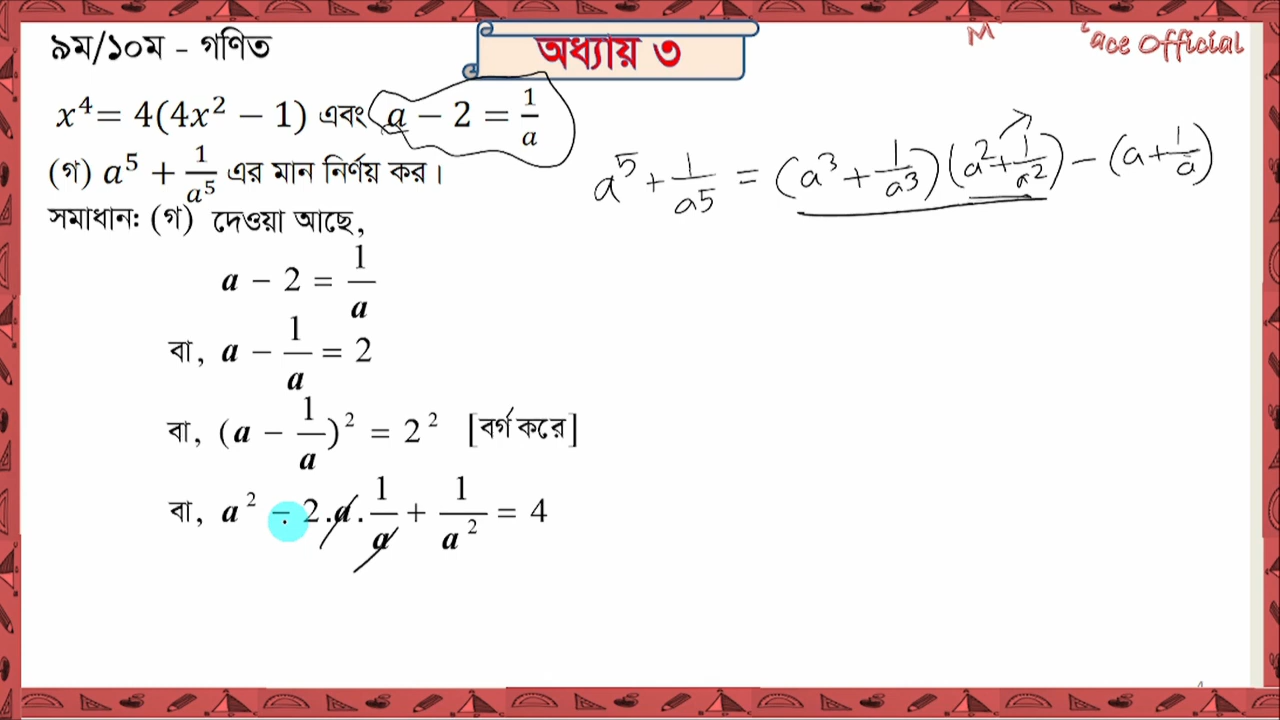 ৯ম/১০ম - গণিত
অধ্যায় ৩
ace Official
x⁴= 4(4x² − 1) এবং a − 2 = 1/a
(গ) a⁵ + 1/a⁵ এর মান নির্ণয় কর।
a⁵ + 1/a⁵ = (a³ + 1/a³)(a² + 1/a²) − (a + 1/a)
সমাধান: (গ) দেওয়া আছে,
a − 2 = 1/a
বা, a − 1/a = 2
বা, (a − 1/a)² = 2² [বর্গ করে]
বা, a² − 2.a.1/a + 1/a² = 4